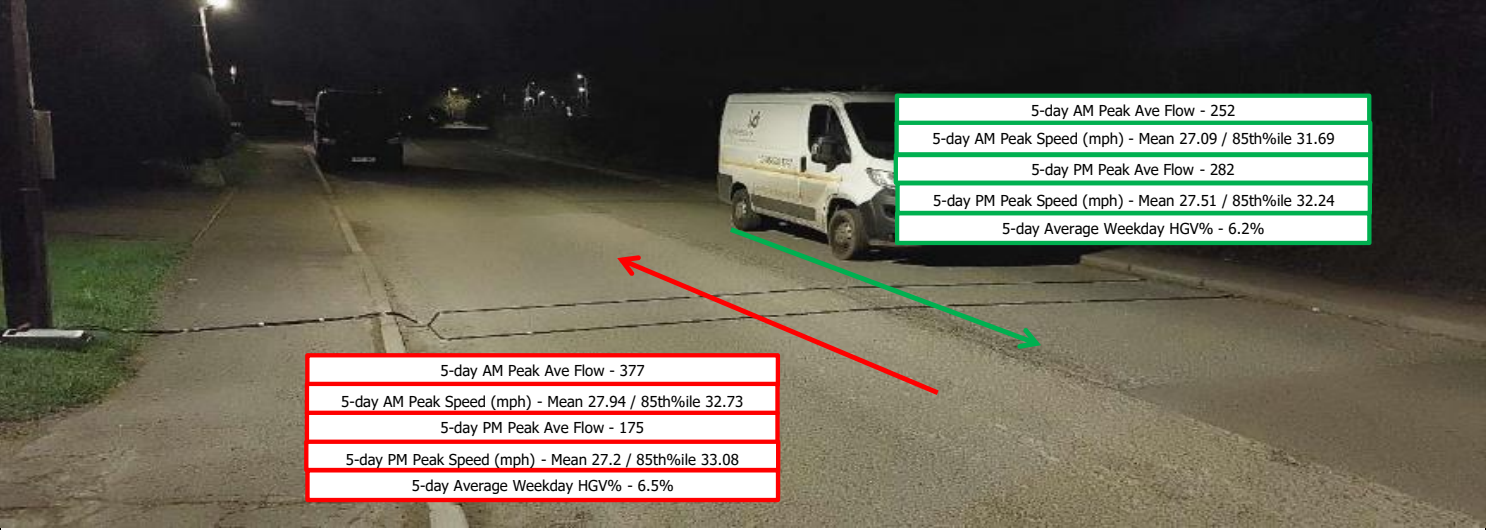 5-day AM Peak Ave Flow - 252
5-day AM Peak Speed (mph) - Mean 27.09 / 85th%ile 31.69
5-day PM Peak Ave Flow - 282
5-day PM Peak Speed (mph) - Mean 27.51 / 85th%ile 32.24
5-day Average Weekday HGV% - 6.2%
5-day AM Peak Ave Flow - 377
5-day AM Peak Speed (mph) - Mean 27.94 / 85th%ile 32.73
5-day PM Peak Ave Flow - 175
5-day PM Peak Speed (mph) - Mean 27.2 / 85th%ile 33.08
5-day Average Weekday HGV% - 6.5%